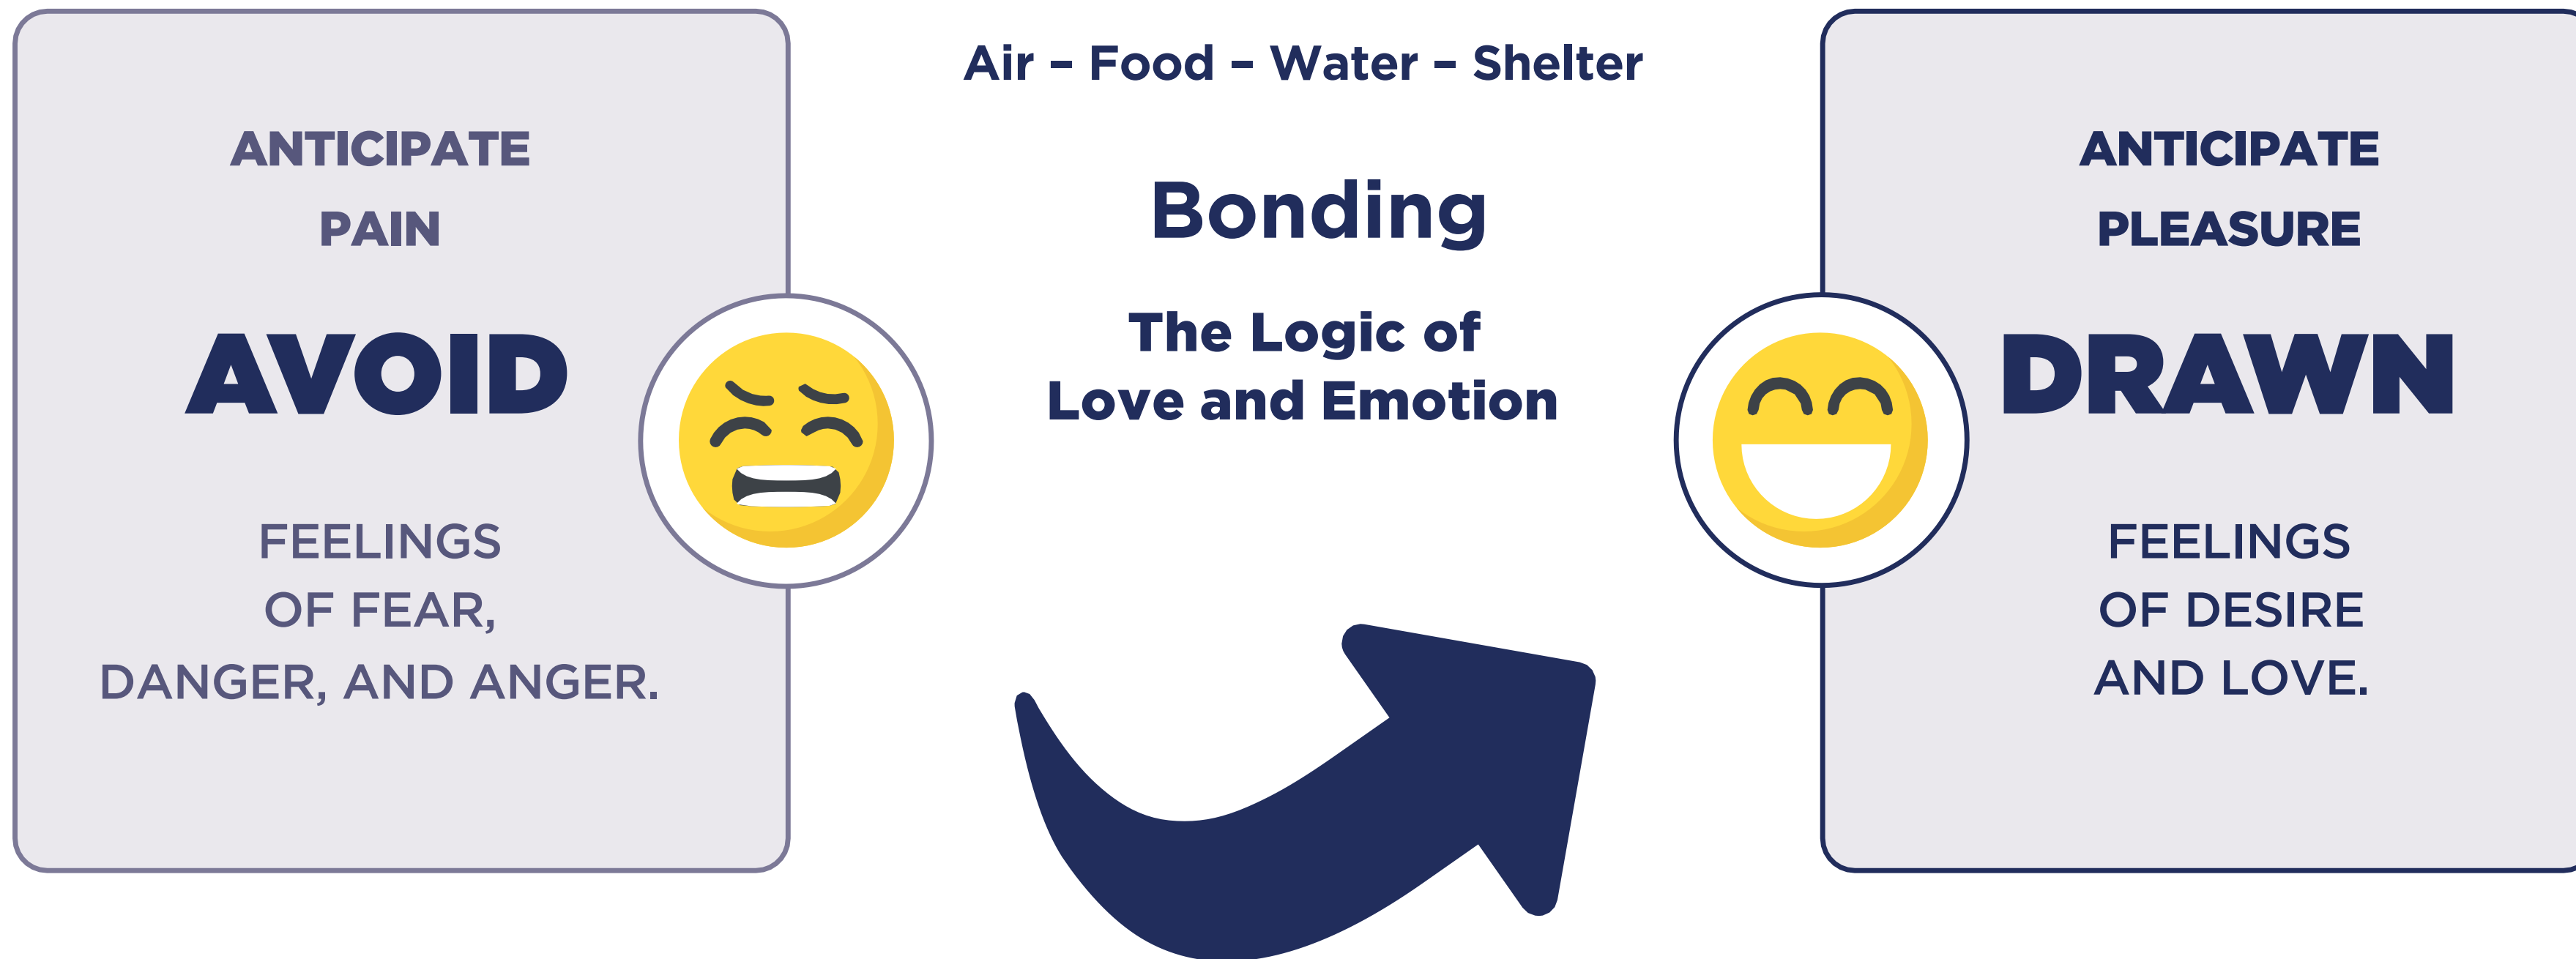 ANTICIPATE
PAIN
AVOID
FEELINGS
OF FEAR,
DANGER, AND ANGER.
Air – Food – Water – Shelter
Bonding
The Logic of
Love and Emotion
ANTICIPATE
PLEASURE
DRAWN
FEELINGS
OF DESIRE
AND LOVE.